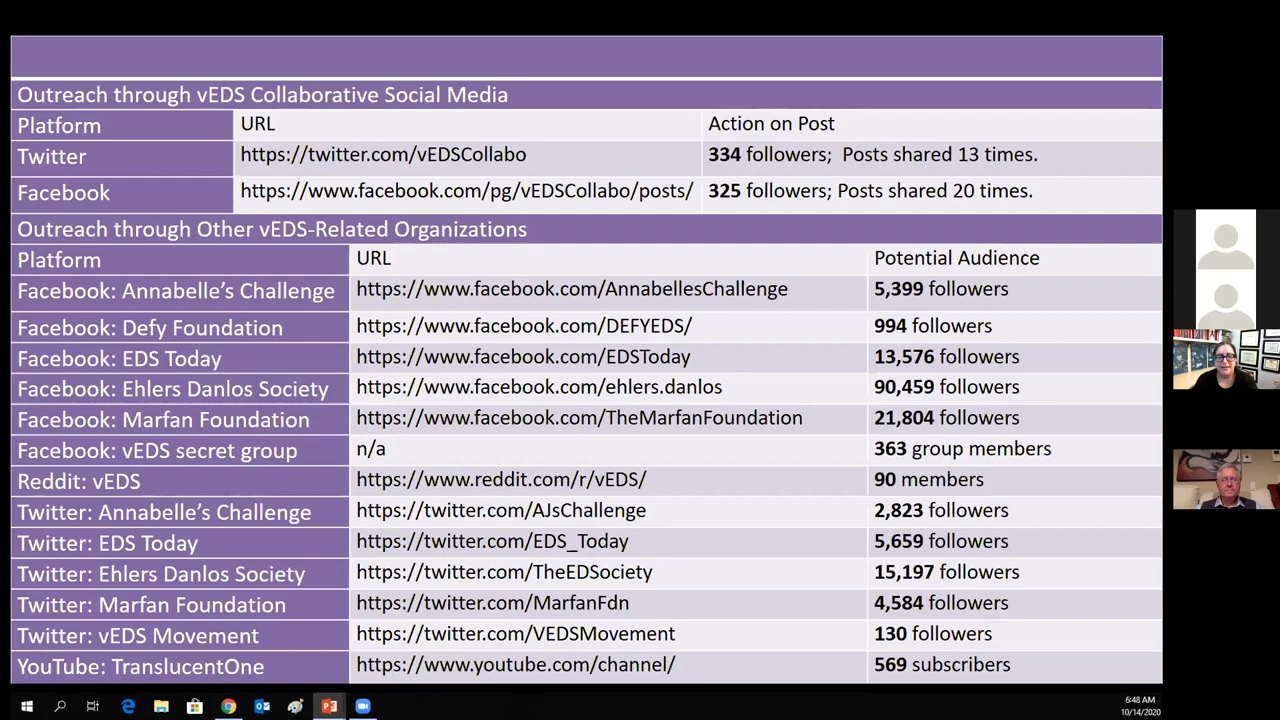 Outreach through vEDS Collaborative Social Media
Platform URL Action on Post
Twitter https://twitter.com/vEDSCollabo 334 followers; Posts shared 13 times.
Facebook https://www.facebook.com/pg/vEDSCollabo/posts/ 325 followers; Posts shared 20 times.
Outreach through Other vEDS-Related Organizations
Platform URL Potential Audience
Facebook: Annabelle's Challenge https://www.facebook.com/AnnabellesChallenge 5,399 followers
Facebook: Defy Foundation https://www.facebook.com/DEFYEDS/ 994 followers
Facebook: EDS Today https://www.facebook.com/EDSToday 13,576 followers
Facebook: Ehlers Danlos Society https://www.facebook.com/ehlers.danlos 90,459 followers
Facebook: Marfan Foundation https://www.facebook.com/TheMarfanFoundation 21,804 followers
Facebook: vEDS secret group n/a 363 group members
Reddit: vEDS https://www.reddit.com/r/vEDS/ 90 members
Twitter: Annabelle's Challenge https://twitter.com/AJsChallenge 2,823 followers
Twitter: EDS Today https://twitter.com/EDS_Today 5,659 followers
Twitter: Ehlers Danlos Society https://twitter.com/TheEDSociety 15,197 followers
Twitter: Marfan Foundation https://twitter.com/MarfanFdn 4,584 followers
Twitter: vEDS Movement https://twitter.com/VEDSMovement 130 followers
YouTube: TranslucentOne https://www.youtube.com/channel/ 569 subscribers
6:48 AM
10/14/2020